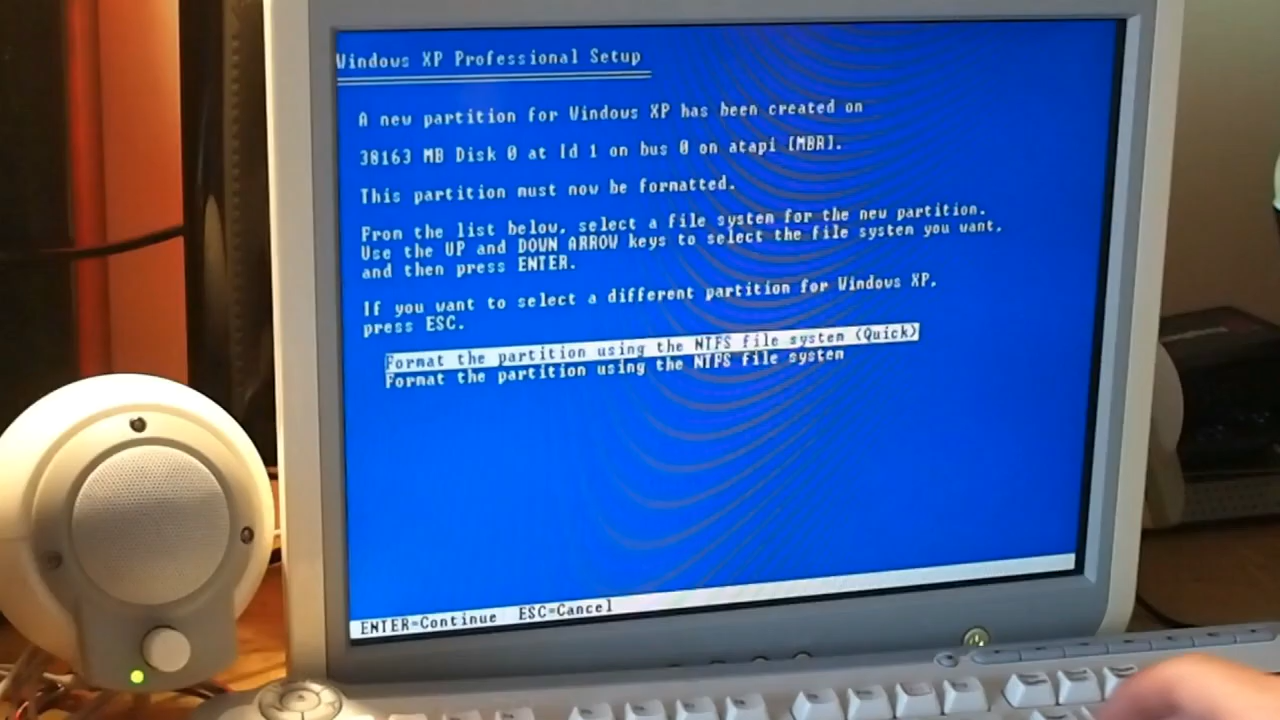 Windows XP Professional Setup
A new partition for Windows XP has been created on
38163 MB Disk 0 at Id 1 on bus 0 on atapi [MBR].
This partition must now be formatted.
From the list below, select a file system for the new partition.
Use the UP and DOWN ARROW keys to select the file system you want,
and then press ENTER.
If you want to select a different partition for Windows XP,
press ESC.
Format the partition using the NTFS file system (Quick)
Format the partition using the NTFS file system
ENTER=Continue ESC=Cancel